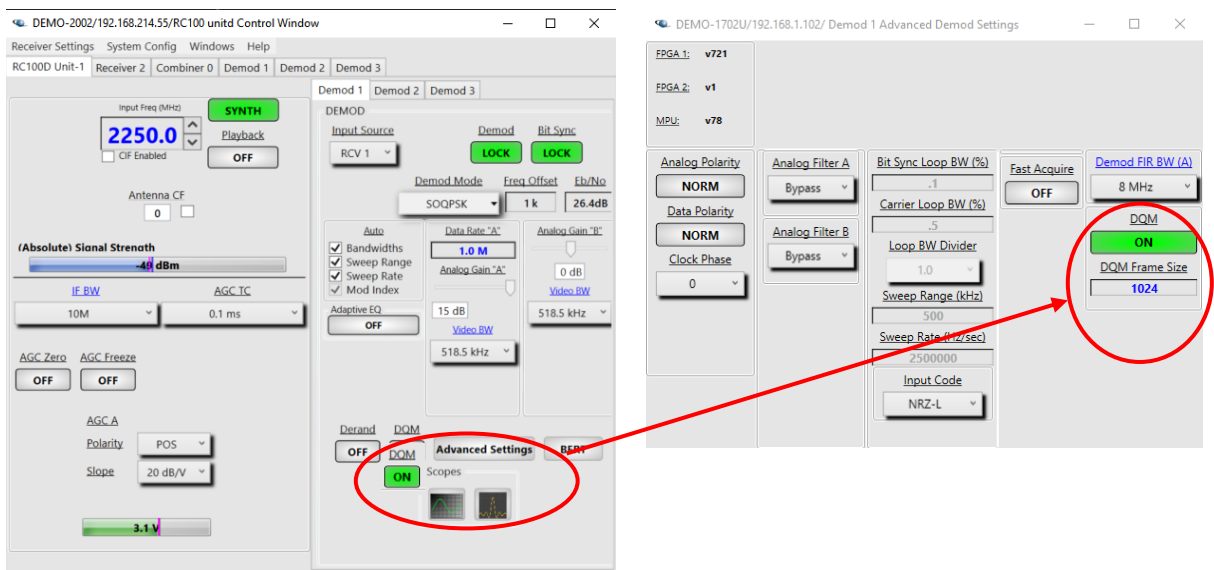 DEMO-2002/192.168.214.55/RC100 unitd Control Window
Receiver Settings System Config Windows Help
RC100D Unit-1 Receiver 2 Combiner 0 Demod 1 Demod 2 Demod 3
Input Freq (MHz)
2250.0
CIF Enabled
SYNTH
Playback
OFF
Antenna CF
0
(Absolute) Signal Strength
-49 dBm
IF BW AGC TC
10M 0.1 ms
AGC Zero AGC Freeze
OFF OFF
AGC A
Polarity POS
Slope 20 dB/V
3.1 V
Demod 1 Demod 2 Demod 3
DEMOD
Input Source Demod Bit Sync
RCV 1 LOCK LOCK
Demod Mode Freq Offset Eb/No
SOQPSK 1 k 26.4dB
Auto
Bandwidths
Sweep Range
Sweep Rate
Mod Index
Adaptive EQ
OFF
Data Rate "A"
1.0 M
Analog Gain "A"
15 dB
Video BW
518.5 kHz
Analog Gain "B"
0 dB
Video BW
518.5 kHz
Derand DQM
OFF DQM Advanced Settings BERT
ON Scopes
DEMO-1702U/192.168.1.102/ Demod 1 Advanced Demod Settings
FPGA 1: v721
FPGA 2: v1
MPU: v78
Analog Polarity
NORM
Data Polarity
NORM
Clock Phase
0
Analog Filter A
Bypass
Analog Filter B
Bypass
Bit Sync Loop BW (%)
.1
Carrier Loop BW (%)
.5
Loop BW Divider
1.0
Sweep Range (kHz)
500
Sweep Rate (Hz/sec)
2500000
Input Code
NRZ-L
Fast Acquire
OFF
Demod FIR BW (A)
8 MHz
DQM
ON
DQM Frame Size
1024